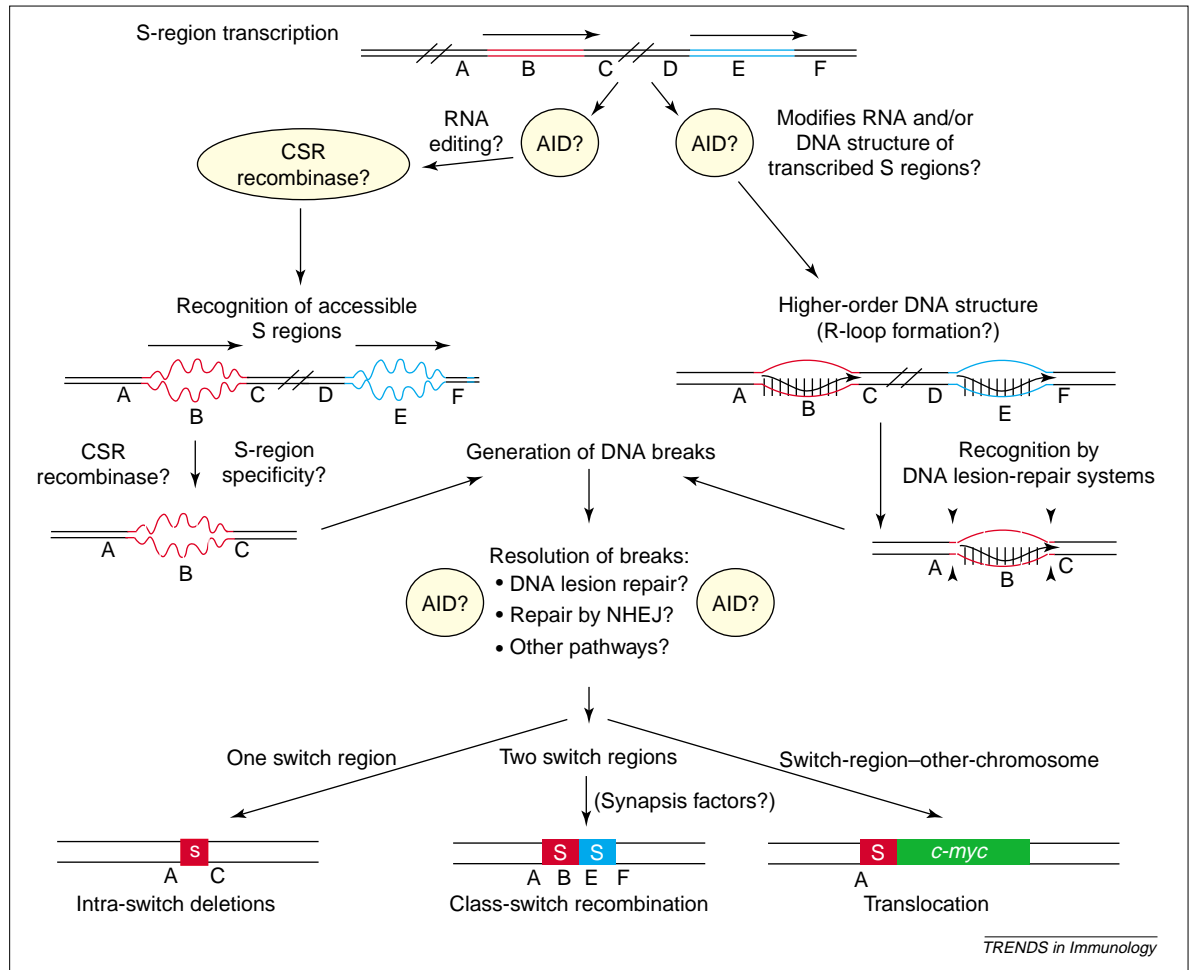 S-region transcription
A B C D E F
RNA
editing?
AID?
AID?
Modifies RNA and/or
DNA structure of
transcribed S regions?
CSR
recombinase?
Recognition of accessible
S regions
Higher-order DNA structure
(R-loop formation?)
A B C D E F
A B C D E F
CSR
recombinase?
S-region
specificity?
Generation of DNA breaks
Recognition by
DNA lesion-repair systems
A B C
A B C
Resolution of breaks:
• DNA lesion repair?
• Repair by NHEJ?
• Other pathways?
AID?
AID?
One switch region
Two switch regions
Switch-region–other-chromosome
(Synapsis factors?)
s
A C
Intra-switch deletions
S S
A B E F
Class-switch recombination
S c-myc
A
Translocation
TRENDS in Immunology